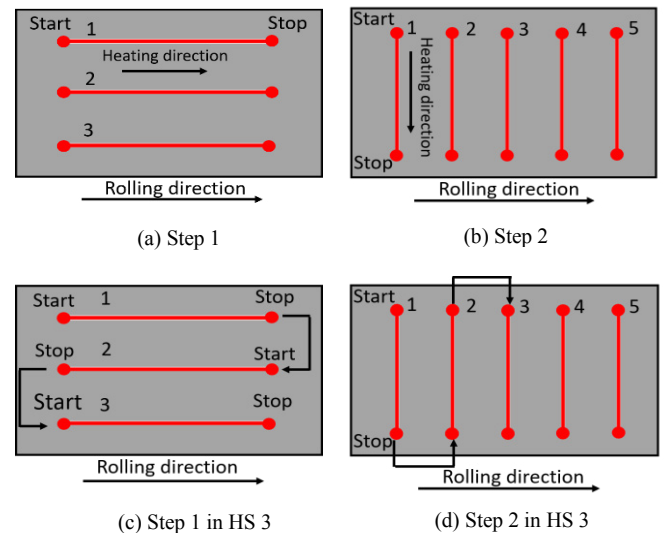 Start 1 Stop
Heating direction
2
3
Rolling direction
(a) Step 1
Start 1 2 3 4 5
Heating direction
Stop
Rolling direction
(b) Step 2
Start 1 Stop
Stop 2 Start
Start 3 Stop
Rolling direction
(c) Step 1 in HS 3
Start 1 2 3 4 5
Stop
Rolling direction
(d) Step 2 in HS 3